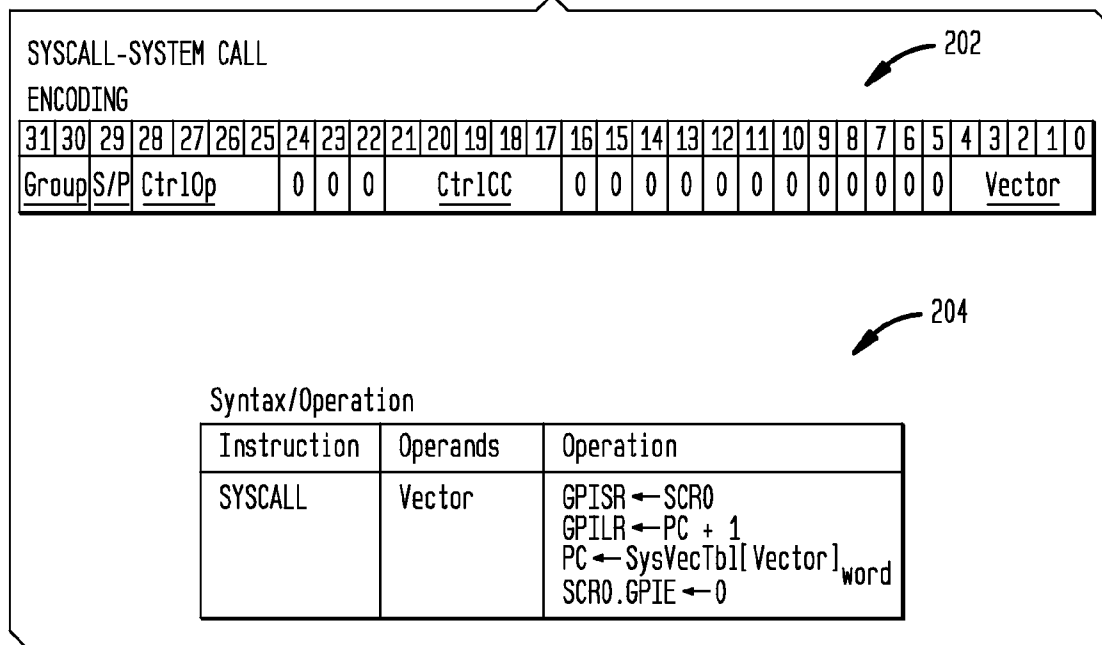 SYSCALL-SYSTEM CALL
202
ENCODING
31 30 29 28 27 26 25 24 23 22 21 20 19 18 17 16 15 14 13 12 11 10 9 8 7 6 5 4 3 2 1 0
Group S/P CtrlOp 0 0 0 CtrlCC 0 0 0 0 0 0 0 0 0 0 0 0 Vector
204
Syntax/Operation
Instruction Operands Operation
SYSCALL Vector GPISR ← SCR0
GPILR ← PC + 1
PC ← SysVecTbl[Vector]word
SCR0.GPIE ← 0